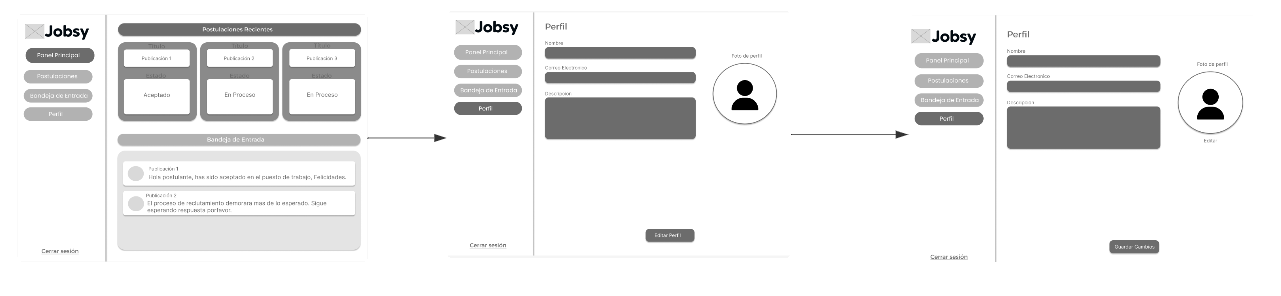 Jobsy
Panel Principal
Postulaciones
Bandeja de Entrada
Perfil
Cerrar sesión
Postulaciones Recientes
Titulo
Titulo
Titulo
Publicación 1
Publicación 2
Publicación 3
Estado
Estado
Estado
Aceptado
En Proceso
En Proceso
Bandeja de Entrada
Publicación 1
Hola postulante, has sido aceptado en el puesto de trabajo, Felicidades.
Publicación 2
El proceso de reclutamiento demorara mas de lo esperado. Sigue
esperando respuesta porfavor.
Jobsy
Panel Principal
Postulaciones
Bandeja de Entrada
Perfil
Cerrar sesión
Perfil
Nombre
Correo Electronico
Descripcion
Foto de perfil
Editar Perfil
Jobsy
Panel Principal
Postulaciones
Bandeja de Entrada
Perfil
Cerrar sesión
Perfil
Nombre
Correo Electronico
Descripcion
Foto de perfil
Editar
Guardar Cambios